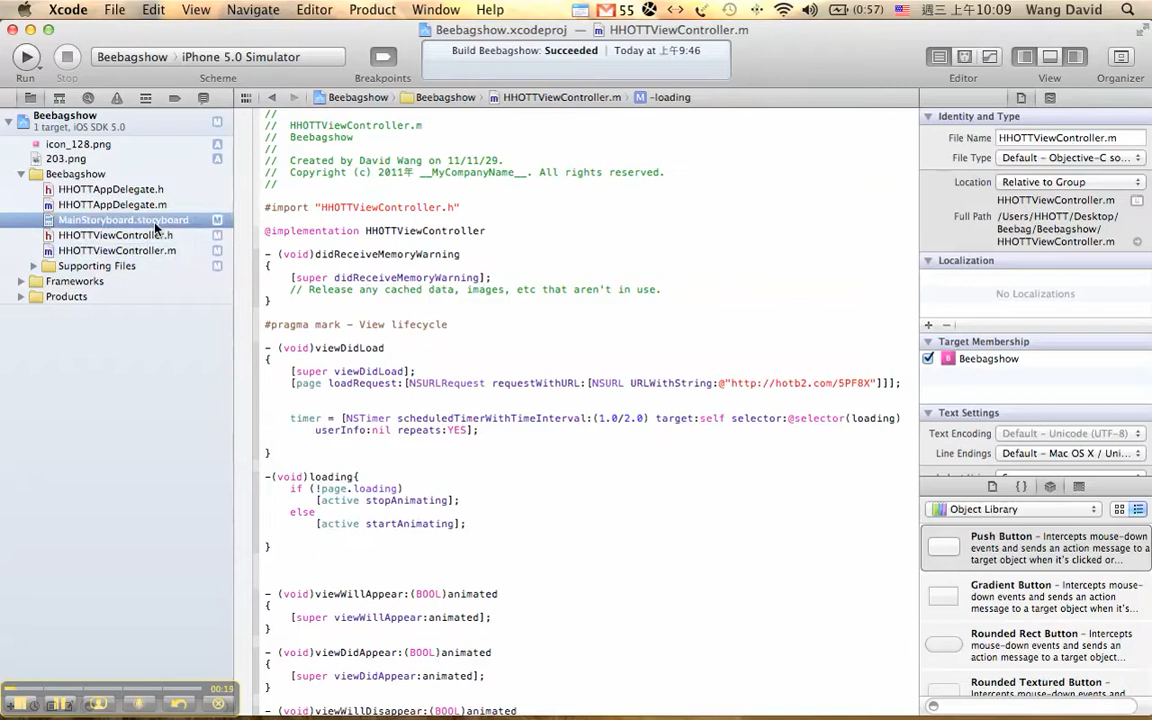 Xcode File Edit View Navigate Editor Product Window Help 55 (0:57) 週三 上午10:09 Wang David
Beebagshow.xcodeproj — HHOTTViewController.m
Run Stop Beebagshow iPhone 5.0 Simulator Scheme Breakpoints
Build Beebagshow: Succeeded Today at 上午9:46
Editor View Organizer
Beebagshow Beebagshow HHOTTViewController.m M -loading
Beebagshow M
1 target, iOS SDK 5.0
icon_128.png A
203.png A
Beebagshow
HHOTTAppDelegate.h
HHOTTAppDelegate.m
MainStoryboard.storyboard M
HHOTTViewController.h M
HHOTTViewController.m M
Supporting Files M
Frameworks
Products
00:15
//
// HHOTTViewController.m
// Beebagshow
//
// Created by David Wang on 11/11/29.
// Copyright (c) 2011年 __MyCompanyName__. All rights reserved.
//
#import "HHOTTViewController.h"
@implementation HHOTTViewController
- (void)didReceiveMemoryWarning
{
[super didReceiveMemoryWarning];
// Release any cached data, images, etc that aren't in use.
}
#pragma mark - View lifecycle
- (void)viewDidLoad
{
[super viewDidLoad];
[page loadRequest:[NSURLRequest requestWithURL:[NSURL URLWithString:@"http://hotb2.com/5PF8X"]]];
timer = [NSTimer scheduledTimerWithTimeInterval:(1.0/2.0) target:self selector:@selector(loading)
userInfo:nil repeats:YES];
}
-(void)loading{
if (!page.loading)
[active stopAnimating];
else
[active startAnimating];
}
- (void)viewWillAppear:(BOOL)animated
{
[super viewWillAppear:animated];
}
- (void)viewDidAppear:(BOOL)animated
{
[super viewDidAppear:animated];
}
- (void)viewWillDisappear:(BOOL)animated
Identity and Type
File Name HHOTTViewController.m
File Type Default - Objective-C so...
Location Relative to Group
HHOTTViewController.m
Full Path /Users/HHOTT/Desktop/
Beebag/Beebagshow/
HHOTTViewController.m
Localization
No Localizations
Target Membership
Beebagshow
Text Settings
Text Encoding Default - Unicode (UTF-8)
Line Endings Default - Mac OS X / Uni...
Object Library
Push Button - Intercepts
mouse-down events and sends an
action message to a target object
when it's clicked or...
Gradient Button - Intercepts mouse-
down events and sends an action
message to a target object when it's...
Rounded Rect Button - Intercepts
mouse-down events and sends an
action message to a target object...
Rounded Textured Button -
Intercepts mouse-down events and